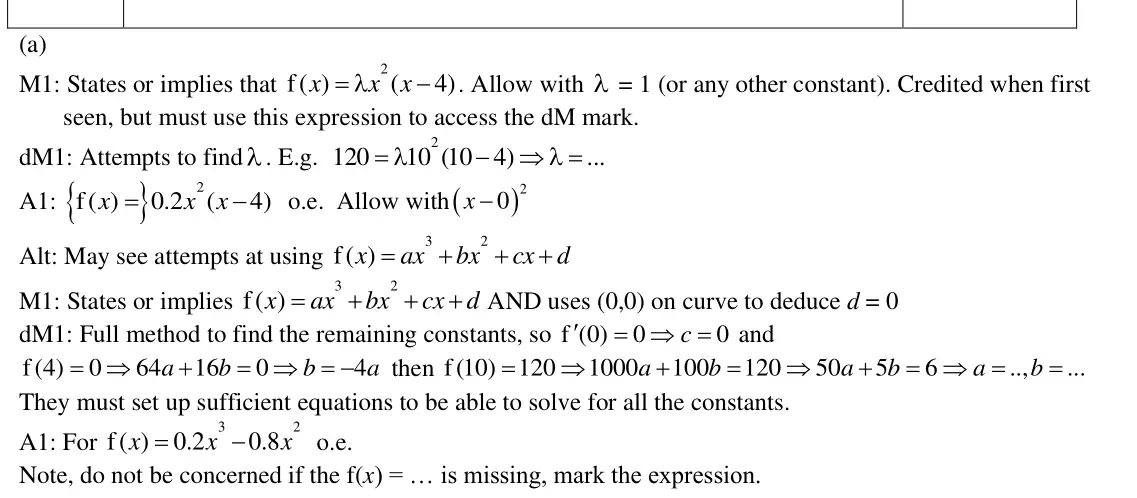 (a)
M1: States or implies that f(x) = λx²(x − 4). Allow with λ = 1 (or any other constant). Credited when first
seen, but must use this expression to access the dM mark.
dM1: Attempts to find λ. E.g. 120 = λ10²(10 − 4) ⇒ λ = ...
A1: {f(x) =}0.2x²(x − 4) o.e. Allow with (x − 0)²
Alt: May see attempts at using f(x) = ax³ + bx² + cx + d
M1: States or implies f(x) = ax³ + bx² + cx + d AND uses (0,0) on curve to deduce d = 0
dM1: Full method to find the remaining constants, so f′(0) = 0 ⇒ c = 0 and
f(4) = 0 ⇒ 64a + 16b = 0 ⇒ b = −4a then f(10) = 120 ⇒ 1000a + 100b = 120 ⇒ 50a + 5b = 6 ⇒ a = .., b = ...
They must set up sufficient equations to be able to solve for all the constants.
A1: For f(x) = 0.2x³ − 0.8x² o.e.
Note, do not be concerned if the f(x) = … is missing, mark the expression.